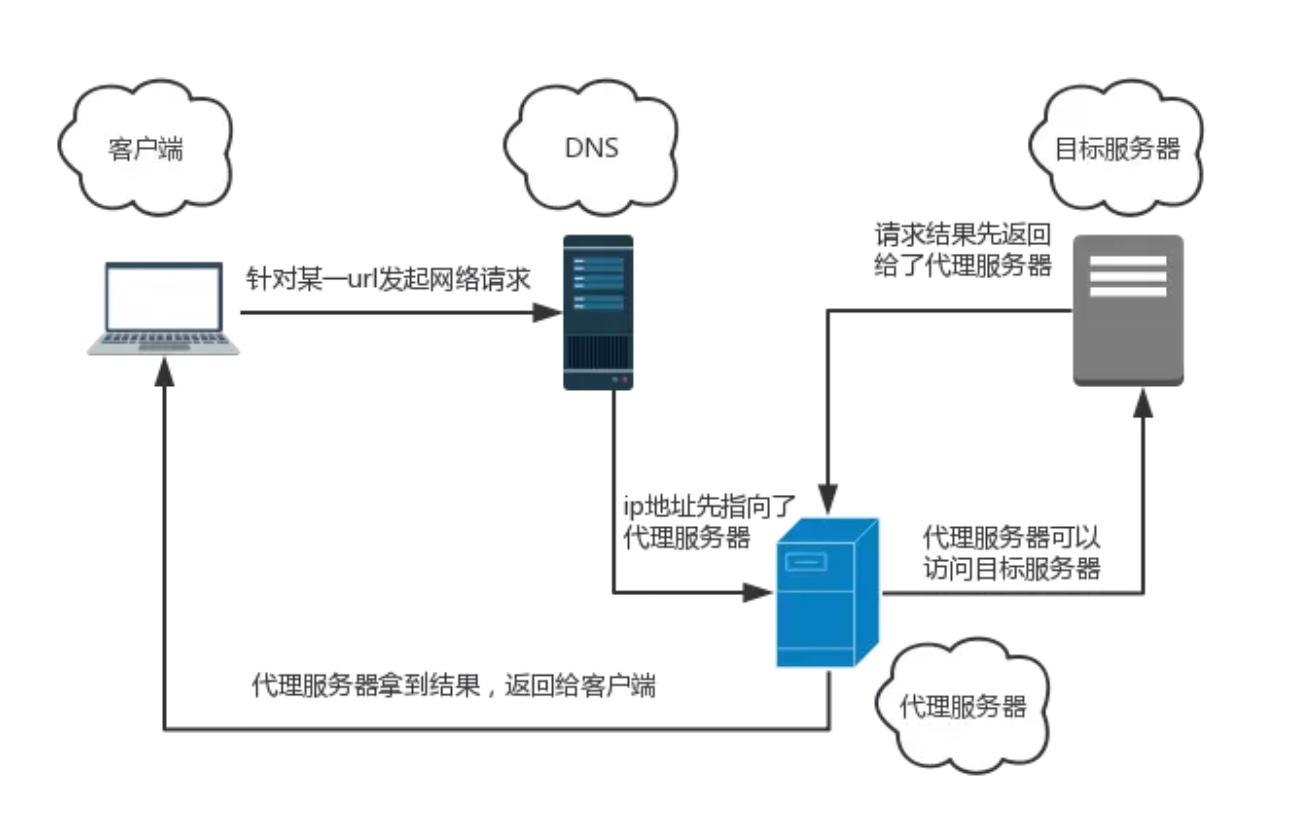 客户端
DNS
目标服务器
针对某一url发起网络请求
请求结果先返回
给了代理服务器
ip地址先指向了
代理服务器
代理服务器可以
访问目标服务器
代理服务器拿到结果，返回给客户端
代理服务器